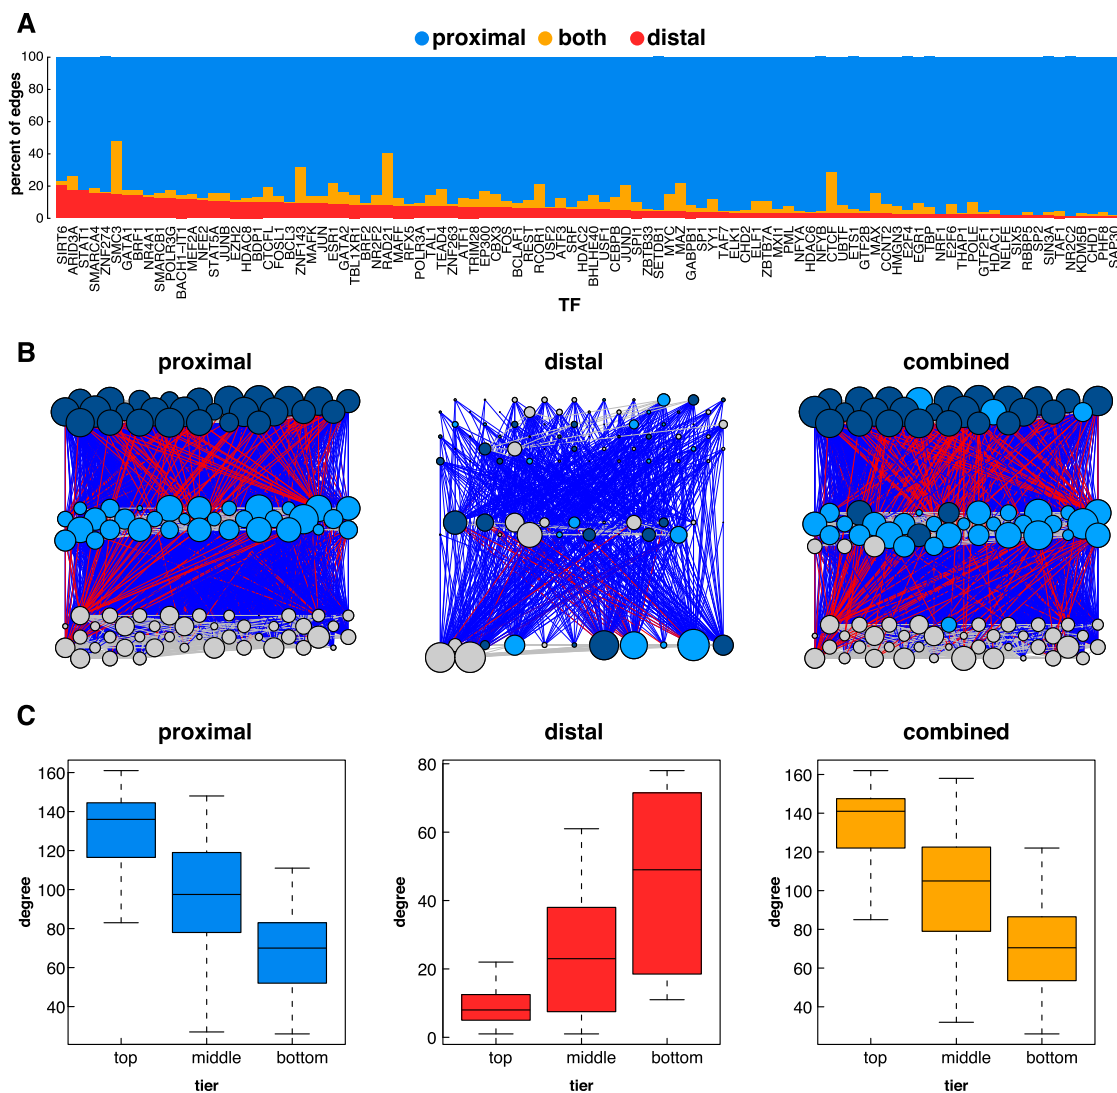 A
proximal both distal
percent of edges
100
80
60
40
20
0
SIRT6
ARID3A
STAT2
SMARCA4
ZNF274
SMC3
GATA1
BRF1
NR4A1
SMARCB1
POLR3G
BACH1
MEF2A
NFE2
STAT5A
JUNB
EZH2
HDAC8
BDP1
CTCFL
FOSL1
BCL3
ZNF143
MAFK
JUN
ESR1
GATA2
TBL1XR1
BRF2
NR2F2
RAD21
MAFF
RFX5
POLR3A
TAL1
TEAD4
ZNF263
ATF1
TRIM28
EP300
CBX3
FOS
BCLAF1
REST
RCOR1
USF2
ATF3
SRF
HDAC2
BHLHE40
USF1
CEBPB
JUND
SPI1
ZBTB33
SETDB1
MYC
MAZ
GABPB1
SP1
YY1
TAF7
ELK1
CHD2
ETS1
ZBTB7A
MXI1
PML
NFYA
HDAC6
NFYB
CTCF
UBTF
ELF1
GTF2B
MAX
CCNT2
HMGN3
E2F4
EGR1
TBP
NRF1
E2F6
THAP1
POLE
GTF2F1
HDAC1
NELFE
SIX5
RBBP5
SIN3A
TAF1
NR2C2
KDM5B
CHD1
PHF8
SAP30
TF
B
proximal distal combined
C
proximal distal combined
degree
160
140
120
100
80
60
40
top middle bottom
tier
degree
80
60
40
20
0
top middle bottom
tier
degree
160
140
120
100
80
60
40
top middle bottom
tier